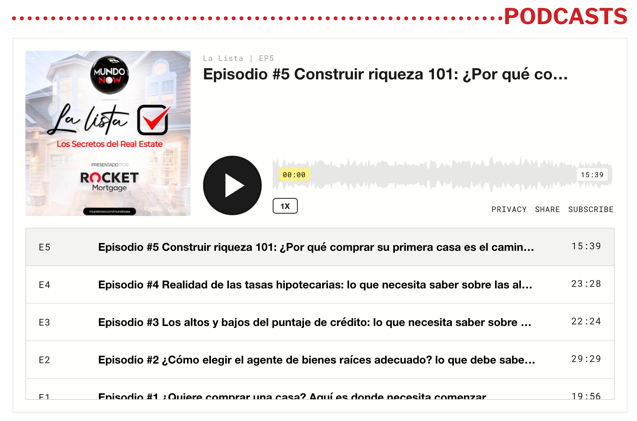 PODCASTS
La Lista | EP5
Episodio #5 Construir riqueza 101: ¿Por qué co...
MUNDO
NOW
La lista
Los Secretos del Real Estate
PRESENTADO POR
ROCKET
Mortgage
00:00
15:39
1X
PRIVACY SHARE SUBSCRIBE
E5 Episodio #5 Construir riqueza 101: ¿Por qué comprar su primera casa es el camin... 15:39
E4 Episodio #4 Realidad de las tasas hipotecarias: lo que necesita saber sobre las al... 23:28
E3 Episodio #3 Los altos y bajos del puntaje de crédito: lo que necesita saber sobre ... 22:24
E2 Episodio #2 ¿Cómo elegir el agente de bienes raíces adecuado? lo que debe sabe... 29:29
E1 Episodio #1 ¿Quiere comprar una casa? Aquí es donde necesita comenzar 19:56